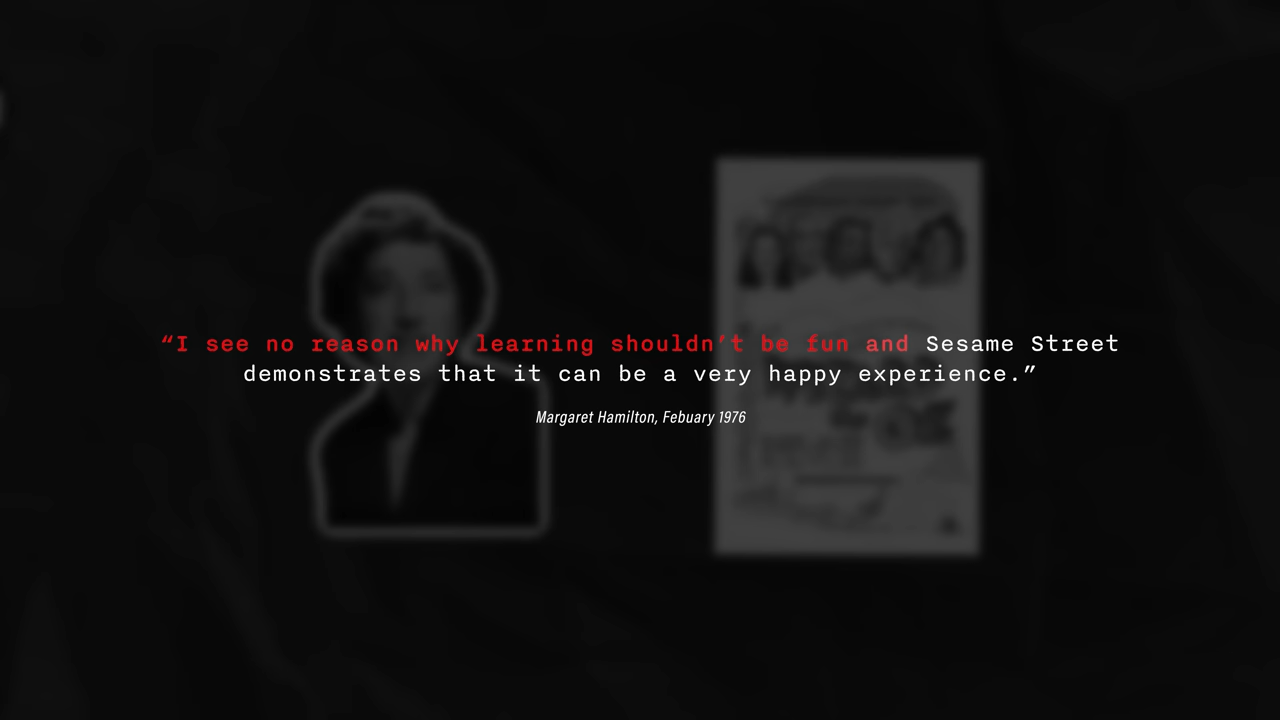 “I see no reason why learning shouldn’t be fun and Sesame Street
demonstrates that it can be a very happy experience.”
Margaret Hamilton, Febuary 1976